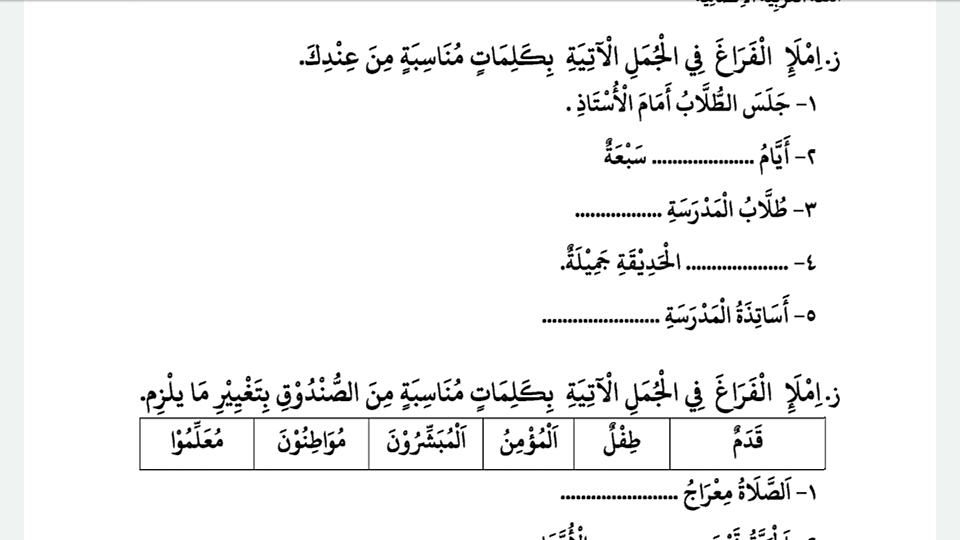 ز. اِمْلَإِ الْفَرَاغَ فِي الْجُمَلِ الْآتِيَةِ بِكَلِمَاتٍ مُنَاسِبَةٍ مِنَ عِنْدِكَ.
١- جَلَسَ الطُّلَّابُ أَمَامَ الْأُسْتَاذِ .
٢- أَيَّامُ .................... سَبْعَةٌ
٣- طُلَّابُ الْمَدْرَسَةِ .................
٤- .................... الْحَدِيْقَةِ جَمِيْلَةٌ.
٥- أَسَاتِذَةُ الْمَدْرَسَةِ .......................
ز. اِمْلَإِ الْفَرَاغَ فِي الْجُمَلِ الْآتِيَةِ بِكَلِمَاتٍ مُنَاسِبَةٍ مِنَ الصُّنْدُوْقِ بِتَغْيِيْرِ مَا يلْزِم.
قَدَمٌ طِفْلٌ اَلْمُؤْمِنُ اَلْمُبَشِّرُوْنَ مُوَاطِنُوْنَ مُعَلِّمُوْا
١- اَلصَّلَاةُ مِعْرَاجُ .......................